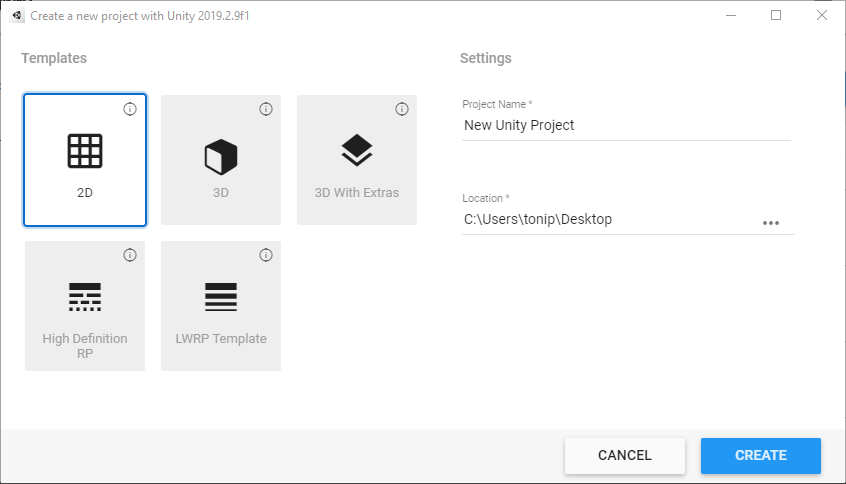 Create a new project with Unity 2019.2.9f1
Templates
Settings
2D
3D
3D With Extras
High Definition
RP
LWRP Template
Project Name *
New Unity Project
Location *
C:\Users\tonip\Desktop
CANCEL
CREATE